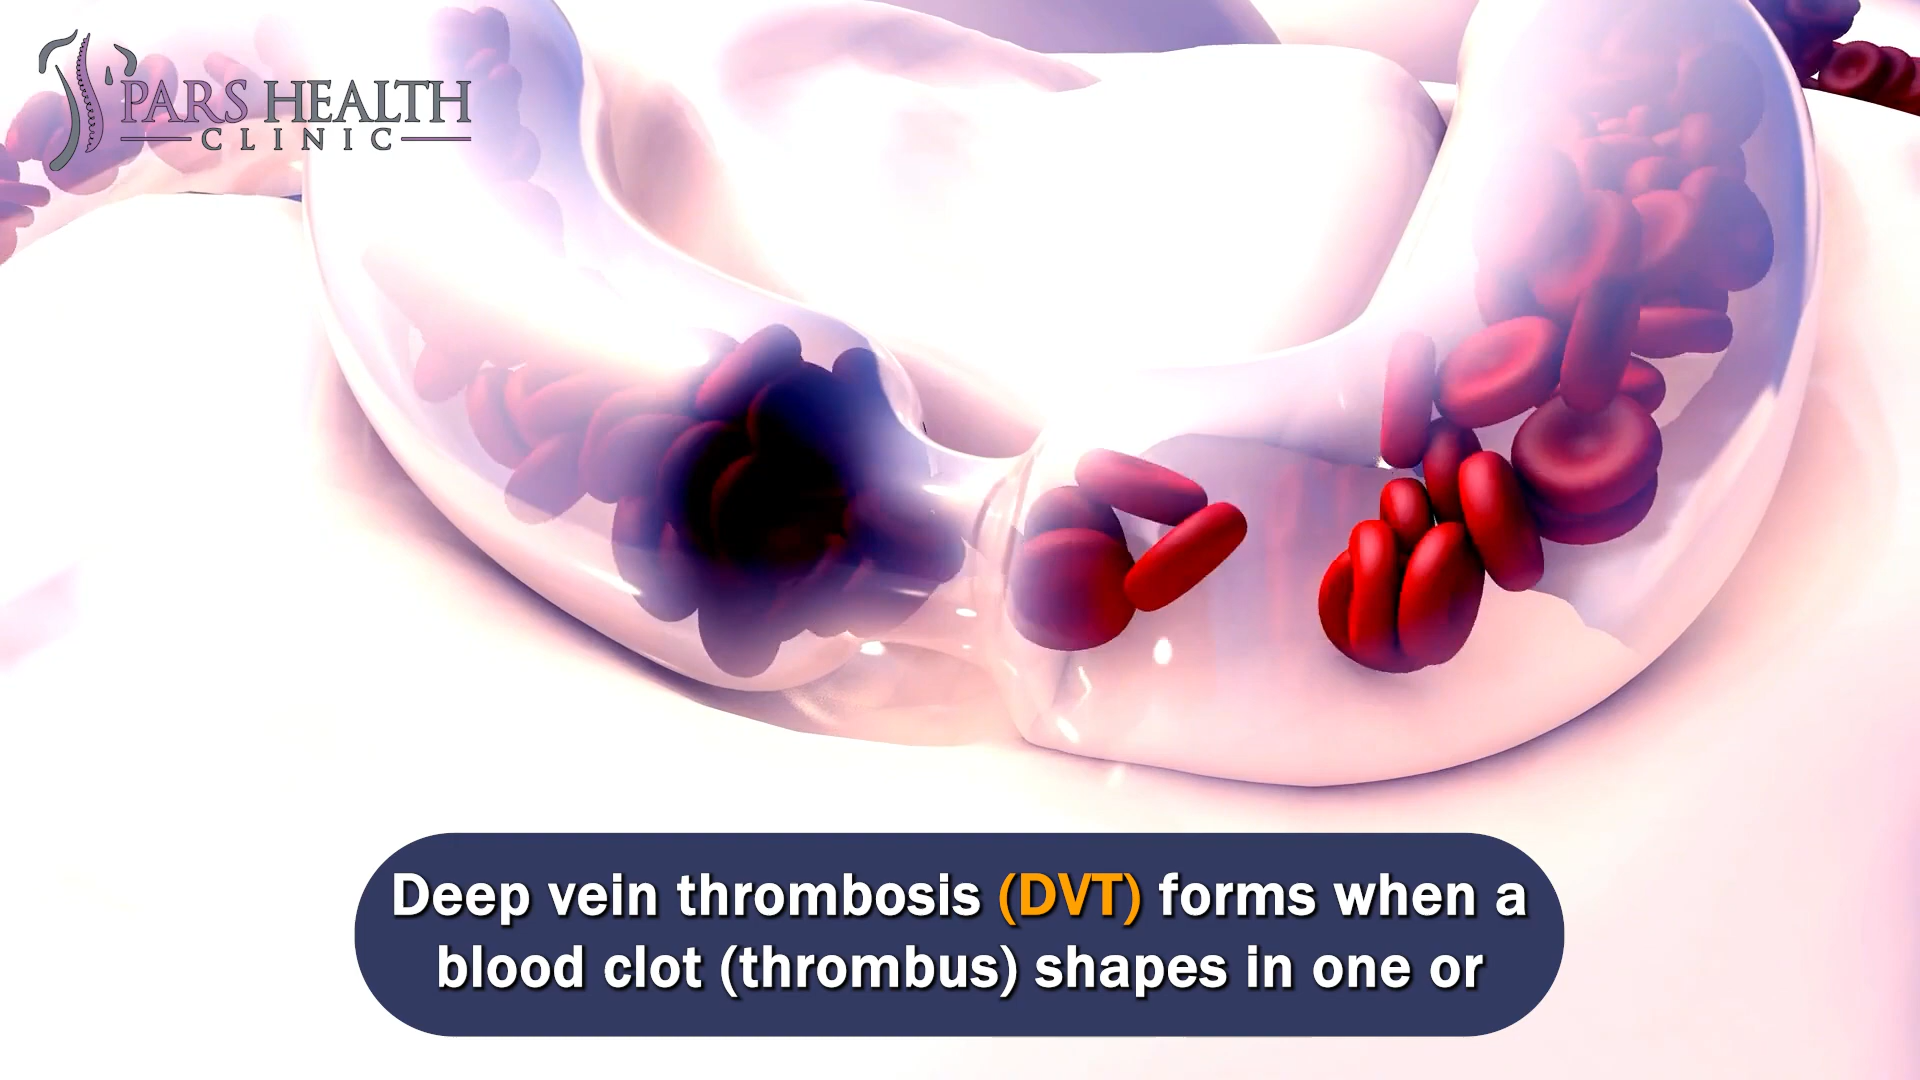 PARS HEALTH
CLINIC
Deep vein thrombosis (DVT) forms when a
blood clot (thrombus) shapes in one or